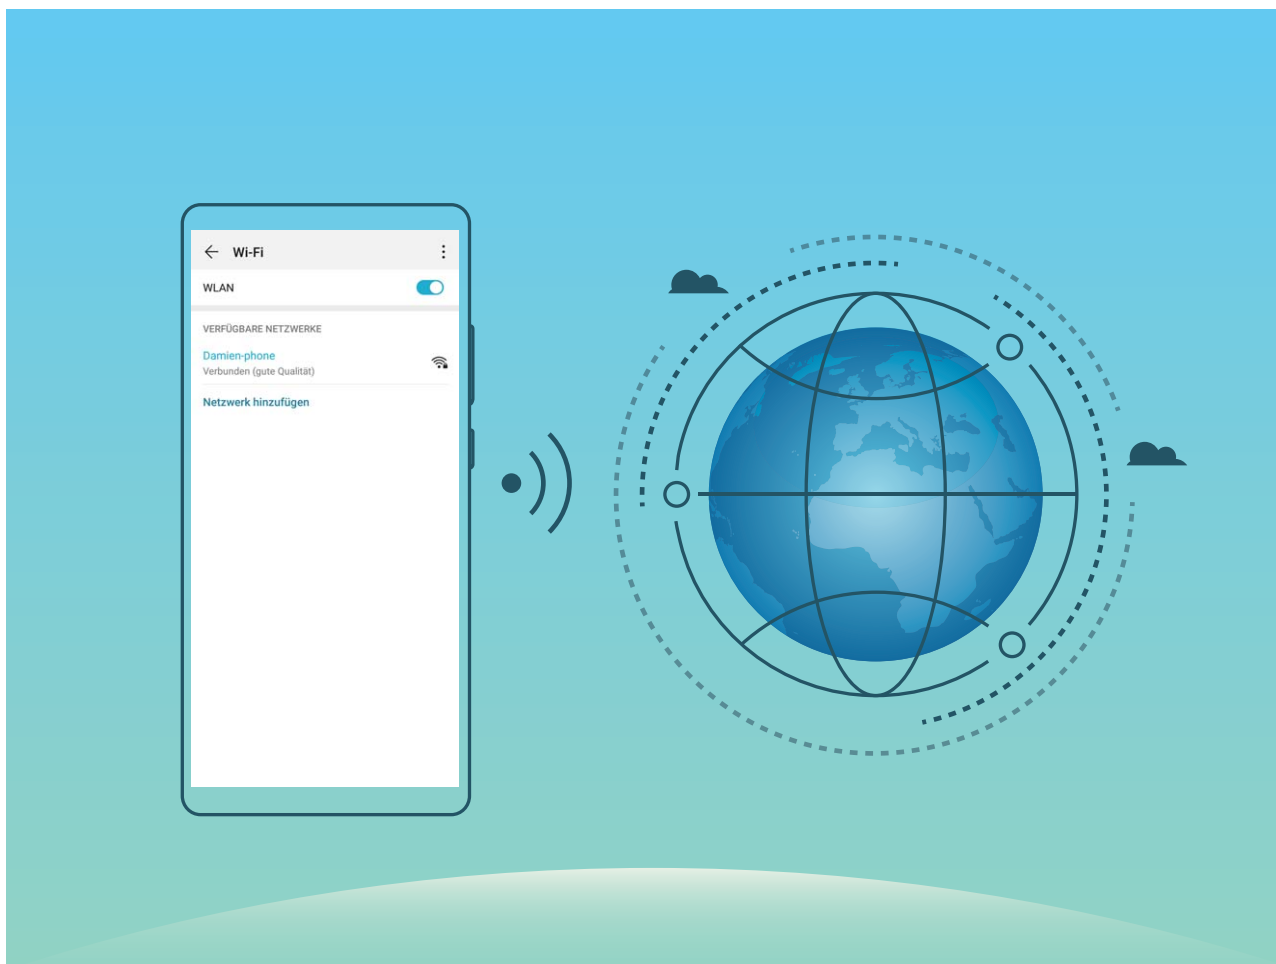 Wi-Fi
WLAN
VERFÜGBARE NETZWERKE
Damien-phone
Verbunden (gute Qualität)
Netzwerk hinzufügen